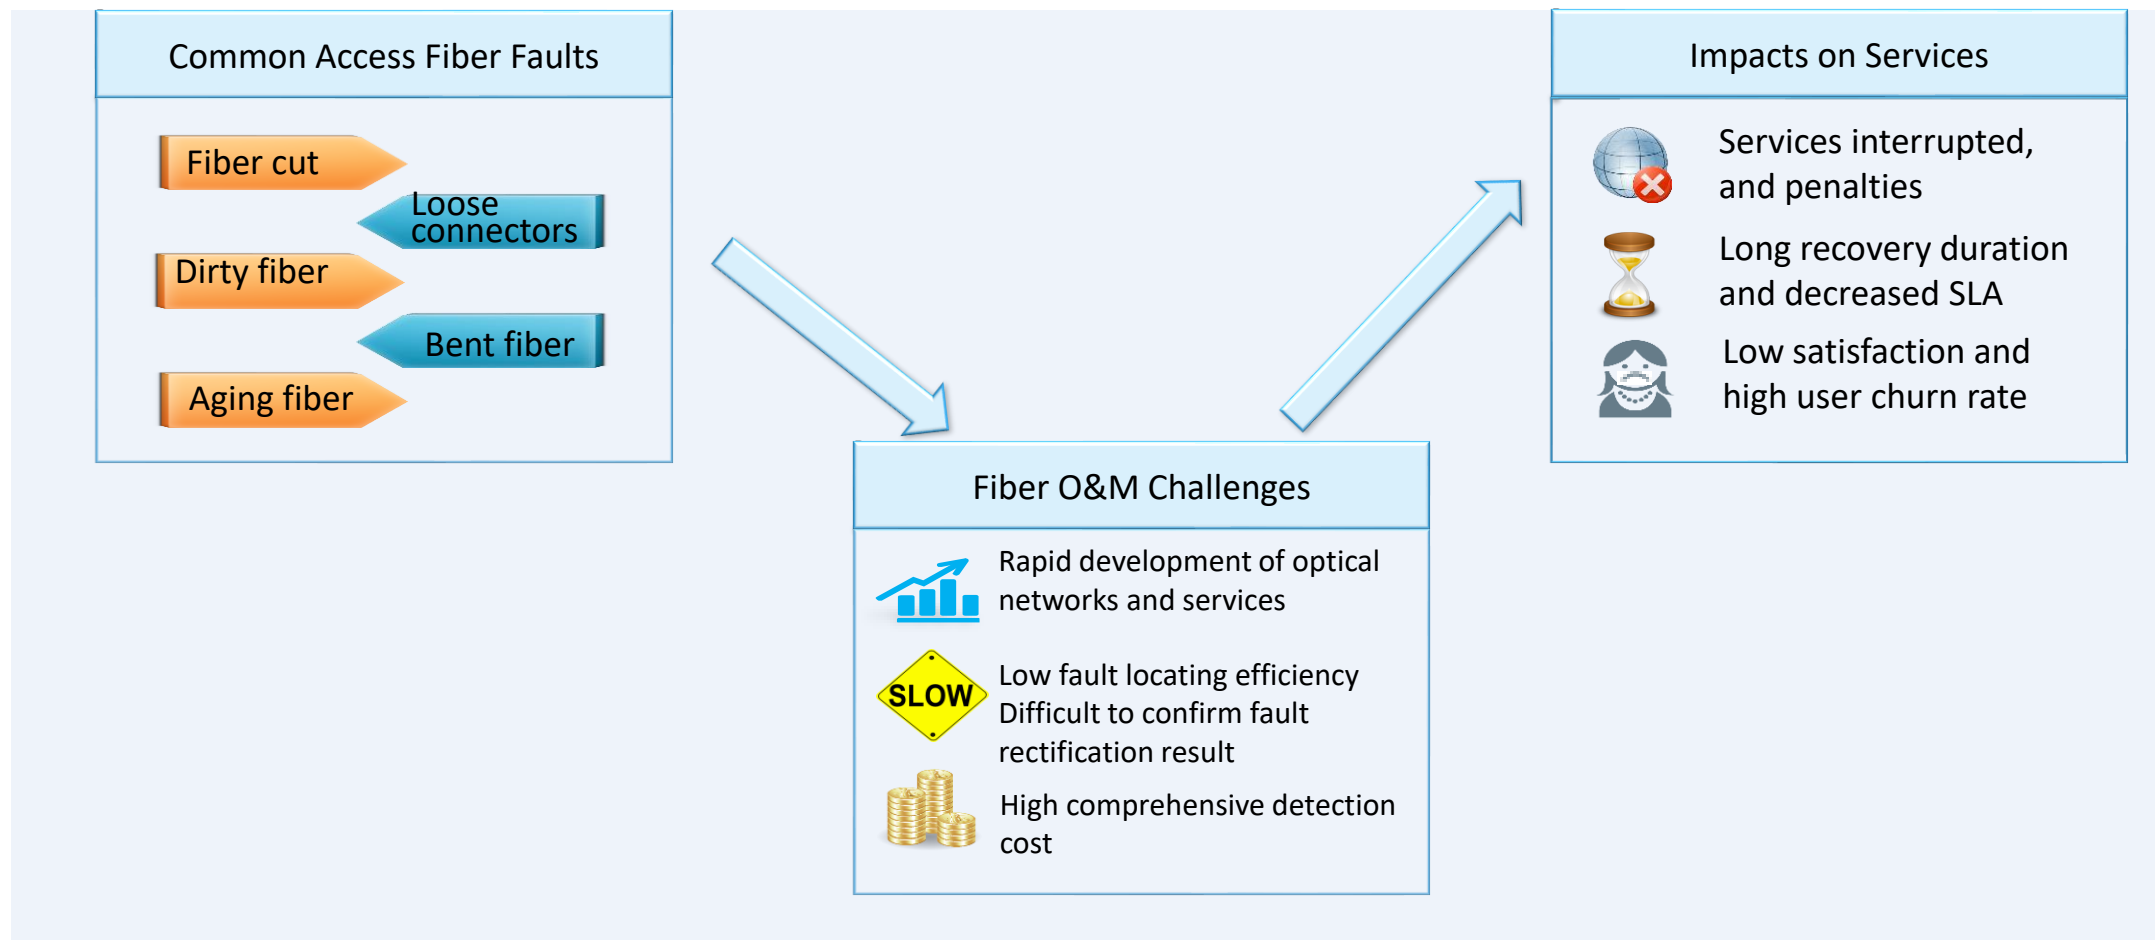 Common Access Fiber Faults
Fiber cut
Loose
connectors
Dirty fiber
Bent fiber
Aging fiber
Fiber O&M Challenges
Rapid development of optical
networks and services
SLOW
Low fault locating efficiency
Difficult to confirm fault
rectification result
High comprehensive detection
cost
Impacts on Services
Services interrupted,
and penalties
Long recovery duration
and decreased SLA
Low satisfaction and
high user churn rate